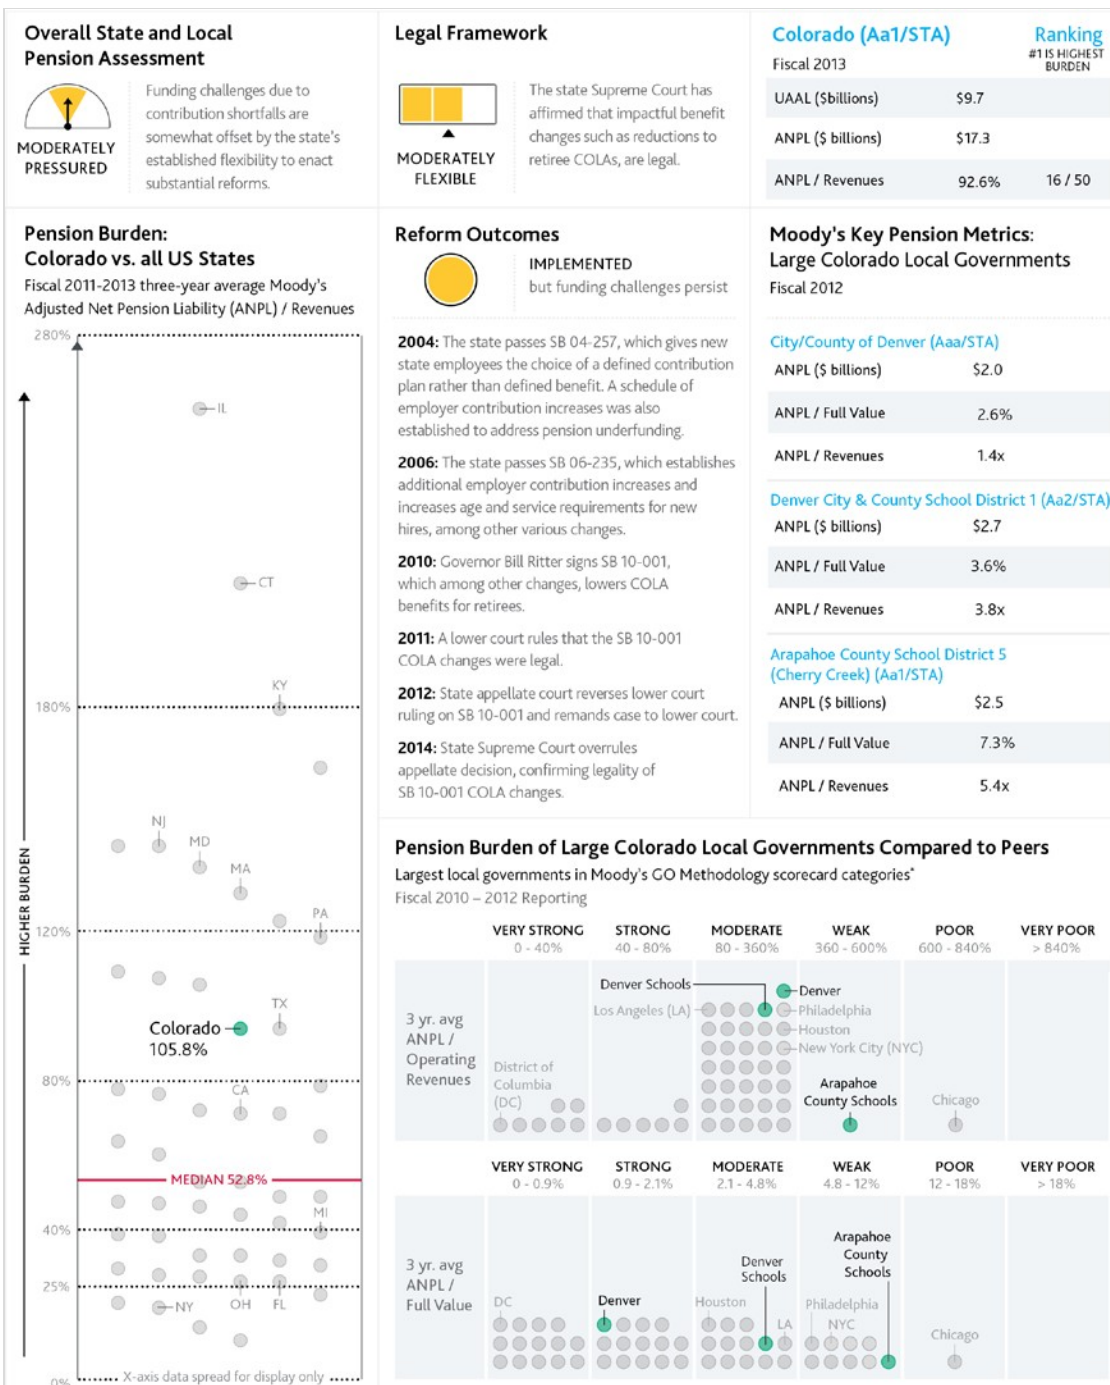 Overall State and Local
Pension Assessment
MODERATELY
PRESSURED
Funding challenges due to
contribution shortfalls are
somewhat offset by the state's
established flexibility to enact
substantial reforms.
Legal Framework
MODERATELY
FLEXIBLE
The state Supreme Court has
affirmed that impactful benefit
changes such as reductions to
retiree COLAs, are legal.
Colorado (Aa1/STA)
Fiscal 2013
Ranking
#1 IS HIGHEST
BURDEN
UAAL ($billions) $9.7
ANPL ($ billions) $17.3
ANPL / Revenues 92.6% 16 / 50
Pension Burden:
Colorado vs. all US States
Fiscal 2011-2013 three-year average Moody's
Adjusted Net Pension Liability (ANPL) / Revenues
280%
IL
CT
KY
180%
NJ
MD
MA
PA
120%
TX
Colorado
105.8%
80%
CA
MEDIAN 52.8%
MI
40%
25%
NY
OH
FL
0%
X-axis data spread for display only
HIGHER BURDEN
Reform Outcomes
IMPLEMENTED
but funding challenges persist
2004: The state passes SB 04-257, which gives new
state employees the choice of a defined contribution
plan rather than defined benefit. A schedule of
employer contribution increases was also
established to address pension underfunding.
2006: The state passes SB 06-235, which establishes
additional employer contribution increases and
increases age and service requirements for new
hires, among other various changes.
2010: Governor Bill Ritter signs SB 10-001,
which among other changes, lowers COLA
benefits for retirees.
2011: A lower court rules that the SB 10-001
COLA changes were legal.
2012: State appellate court reverses lower court
ruling on SB 10-001 and remands case to lower court.
2014: State Supreme Court overrules
appellate decision, confirming legality of
SB 10-001 COLA changes.
Moody's Key Pension Metrics:
Large Colorado Local Governments
Fiscal 2012
City/County of Denver (Aaa/STA)
ANPL ($ billions) $2.0
ANPL / Full Value 2.6%
ANPL / Revenues 1.4x
Denver City & County School District 1 (Aa2/STA)
ANPL ($ billions) $2.7
ANPL / Full Value 3.6%
ANPL / Revenues 3.8x
Arapahoe County School District 5
(Cherry Creek) (Aa1/STA)
ANPL ($ billions) $2.5
ANPL / Full Value 7.3%
ANPL / Revenues 5.4x
Pension Burden of Large Colorado Local Governments Compared to Peers
Largest local governments in Moody's GO Methodology scorecard categories*
Fiscal 2010 – 2012 Reporting
VERY STRONG STRONG MODERATE WEAK POOR VERY POOR
0 - 40% 40 - 80% 80 - 360% 360 - 600% 600 - 840% > 840%
3 yr. avg
ANPL /
Operating
Revenues
Denver Schools
Denver
Los Angeles (LA)
Philadelphia
Houston
New York City (NYC)
District of
Columbia
(DC)
Arapahoe
County Schools
Chicago
VERY STRONG STRONG MODERATE WEAK POOR VERY POOR
0 - 0.9% 0.9 - 2.1% 2.1 - 4.8% 4.8 - 12% 12 - 18% > 18%
3 yr. avg
ANPL /
Full Value
Arapahoe
County
Schools
Denver
Schools
DC
Denver
Houston
LA
Philadelphia
NYC
Chicago